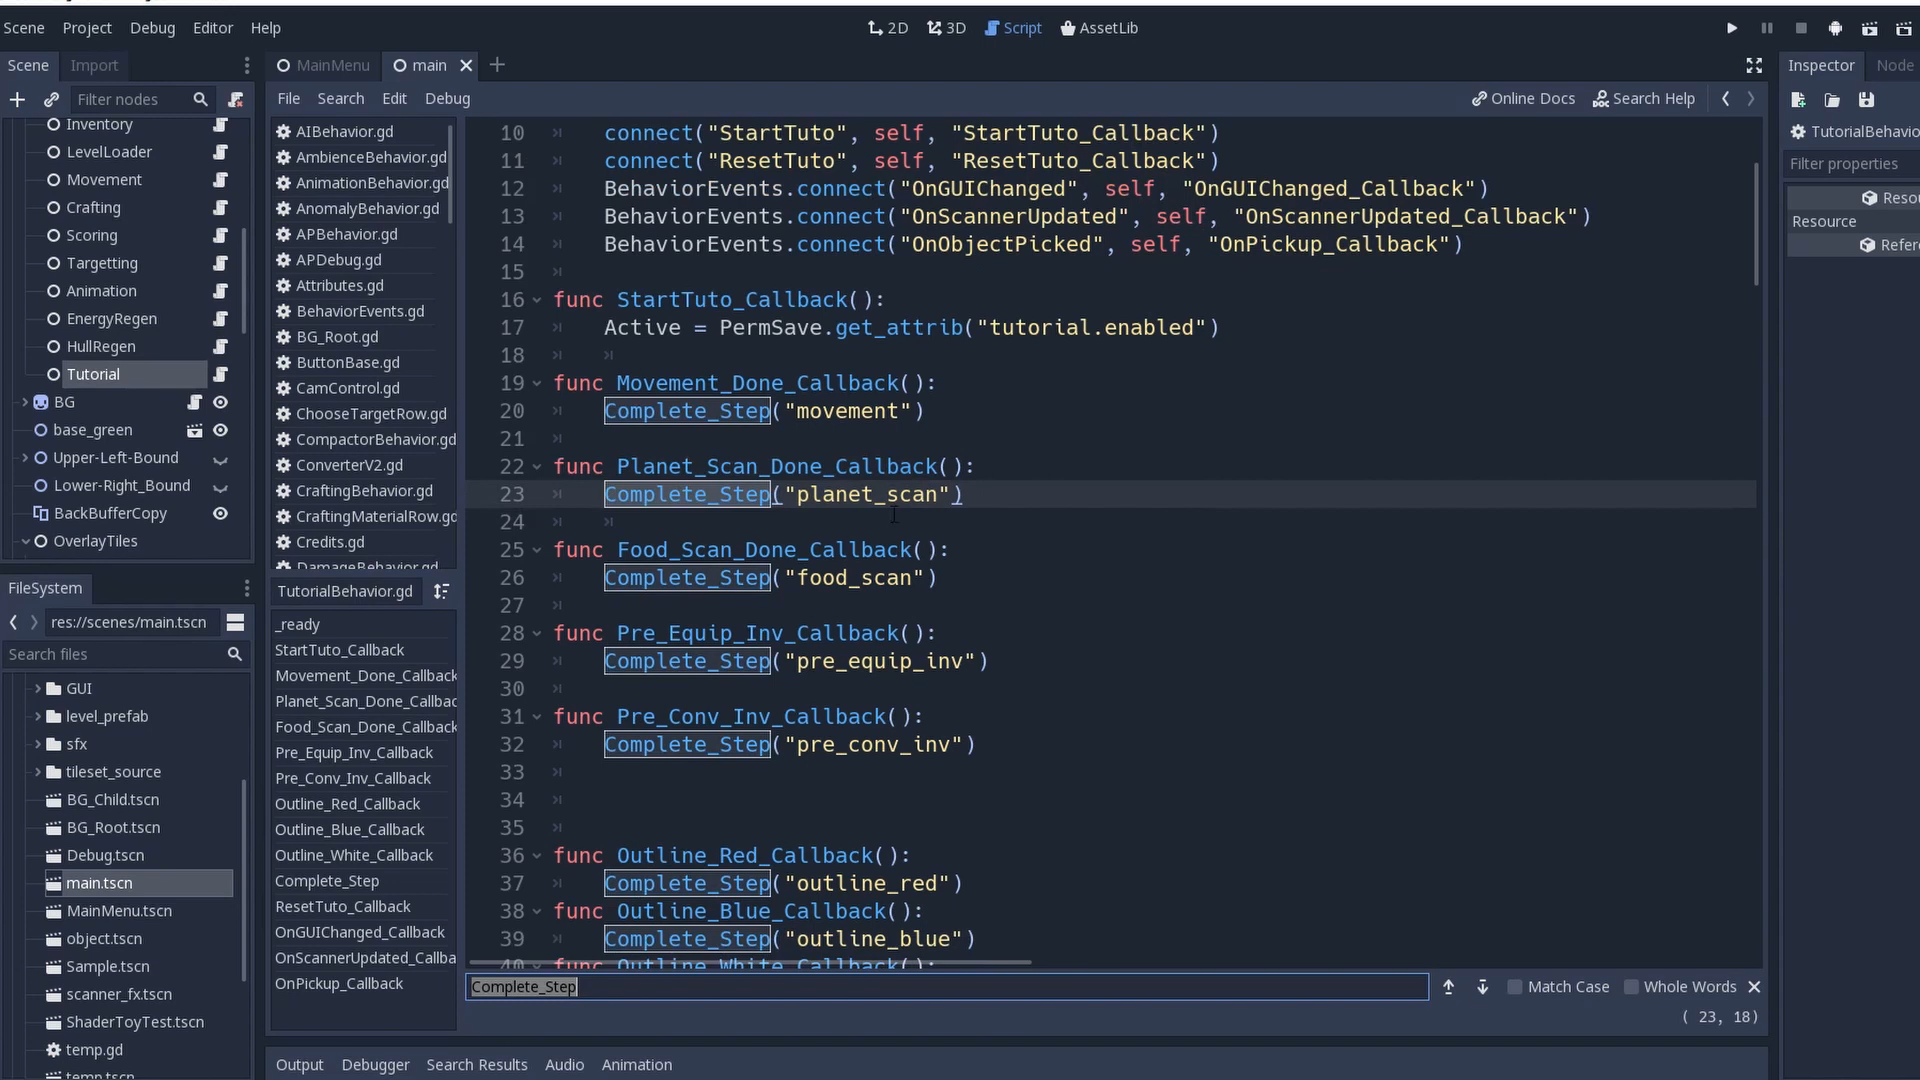 Scene Project Debug Editor Help
2D 3D Script AssetLib
Scene Import
MainMenu main
Inspector Node
Filter nodes
File Search Edit Debug
Online Docs Search Help
Inventory
LevelLoader
Movement
Crafting
Scoring
Targetting
Animation
EnergyRegen
HullRegen
Tutorial
BG
base_green
Upper-Left-Bound
Lower-Right_Bound
BackBufferCopy
OverlayTiles
FileSystem
res://scenes/main.tscn
Search files
GUI
level_prefab
sfx
tileset_source
BG_Child.tscn
BG_Root.tscn
Debug.tscn
main.tscn
MainMenu.tscn
object.tscn
Sample.tscn
scanner_fx.tscn
ShaderToyTest.tscn
temp.gd
temp.tscn
AIBehavior.gd
AmbienceBehavior.gd
AnimationBehavior.gd
AnomalyBehavior.gd
APBehavior.gd
APDebug.gd
Attributes.gd
BehaviorEvents.gd
BG_Root.gd
ButtonBase.gd
CamControl.gd
ChooseTargetRow.gd
CompactorBehavior.gd
ConverterV2.gd
CraftingBehavior.gd
CraftingMaterialRow.gd
Credits.gd
DamageBehavior.gd
TutorialBehavior.gd
_ready
StartTuto_Callback
Movement_Done_Callback
Planet_Scan_Done_Callbac
Food_Scan_Done_Callback
Pre_Equip_Inv_Callback
Pre_Conv_Inv_Callback
Outline_Red_Callback
Outline_Blue_Callback
Outline_White_Callback
Complete_Step
ResetTuto_Callback
OnGUIChanged_Callback
OnScannerUpdated_Callba
OnPickup_Callback
10 connect("StartTuto", self, "StartTuto_Callback")
11 connect("ResetTuto", self, "ResetTuto_Callback")
12 BehaviorEvents.connect("OnGUIChanged", self, "OnGUIChanged_Callback")
13 BehaviorEvents.connect("OnScannerUpdated", self, "OnScannerUpdated_Callback")
14 BehaviorEvents.connect("OnObjectPicked", self, "OnPickup_Callback")
15
16 func StartTuto_Callback():
17 Active = PermSave.get_attrib("tutorial.enabled")
18
19 func Movement_Done_Callback():
20 Complete_Step("movement")
21
22 func Planet_Scan_Done_Callback():
23 Complete_Step("planet_scan")
24
25 func Food_Scan_Done_Callback():
26 Complete_Step("food_scan")
27
28 func Pre_Equip_Inv_Callback():
29 Complete_Step("pre_equip_inv")
30
31 func Pre_Conv_Inv_Callback():
32 Complete_Step("pre_conv_inv")
33
34
35
36 func Outline_Red_Callback():
37 Complete_Step("outline_red")
38 func Outline_Blue_Callback():
39 Complete_Step("outline_blue")
40 func Outline_White_Callback():
Complete_Step
Match Case Whole Words
( 23, 18)
Output Debugger Search Results Audio Animation
TutorialBehavio
Filter properties
Resou
Resource
Refer